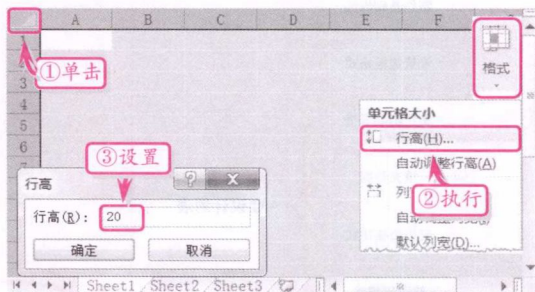 A B C D E F
1
①单击
格式
3
4
单元格大小
5
行高(H)...
6
自动调整行高(A)
③设置
②执行
行高
行高(R): 20
确定 取消
默认列宽(D)...
Sheet1 Sheet2 Sheet3